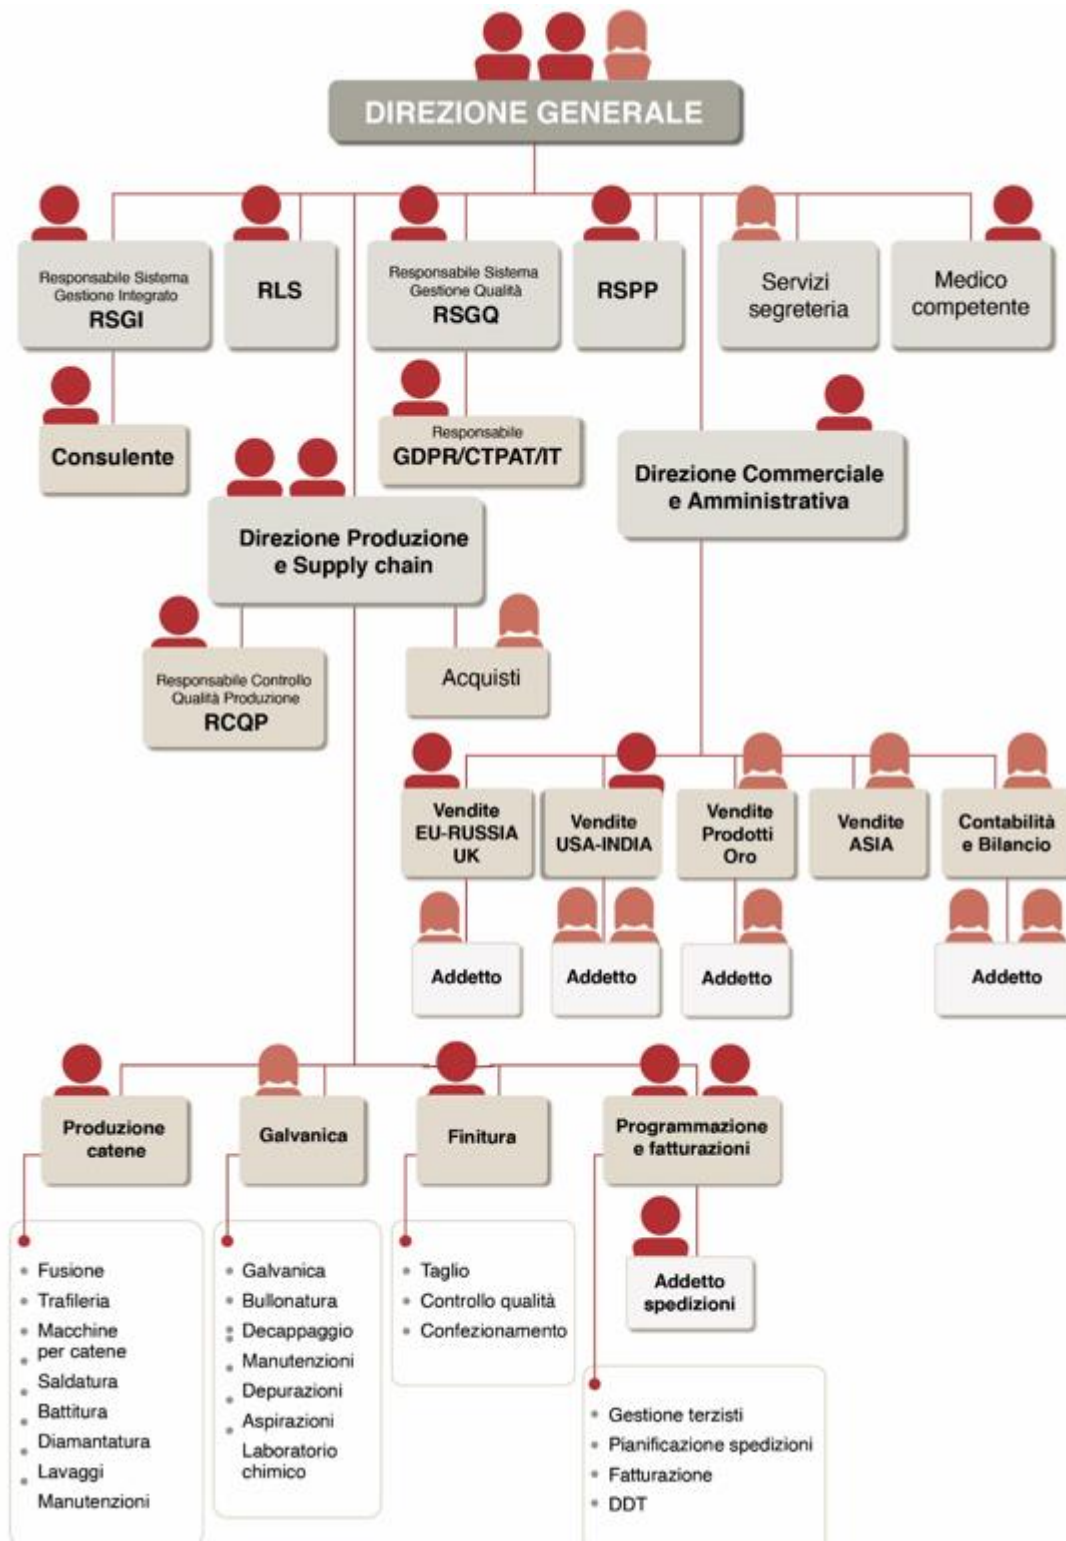 DIREZIONE GENERALE
Responsabile Sistema
Gestione Integrato
RSGI
RLS
Responsabile Sistema
Gestione Qualità
RSGQ
RSPP
Servizi
segreteria
Medico
competente
Consulente
Responsabile
GDPR/CTPAT/IT
Direzione Commerciale
e Amministrativa
Direzione Produzione
e Supply chain
Responsabile Controllo
Qualità Produzione
RCQP
Acquisti
Vendite
EU-RUSSIA
UK
Vendite
USA-INDIA
Vendite
Prodotti
Oro
Vendite
ASIA
Contabilità
e Bilancio
Addetto
Addetto
Addetto
Addetto
Produzione
catene
Galvanica
Finitura
Programmazione
e fatturazioni
Fusione
Trafileria
Macchine
per catene
Saldatura
Battitura
Diamantatura
Lavaggi
Manutenzioni
Galvanica
Bullonatura
Decappaggio
Manutenzioni
Depurazioni
Aspirazioni
Laboratorio
chimico
Taglio
Controllo qualità
Confezionamento
Addetto
spedizioni
Gestione terzisti
Pianificazione spedizioni
Fatturazione
DDT